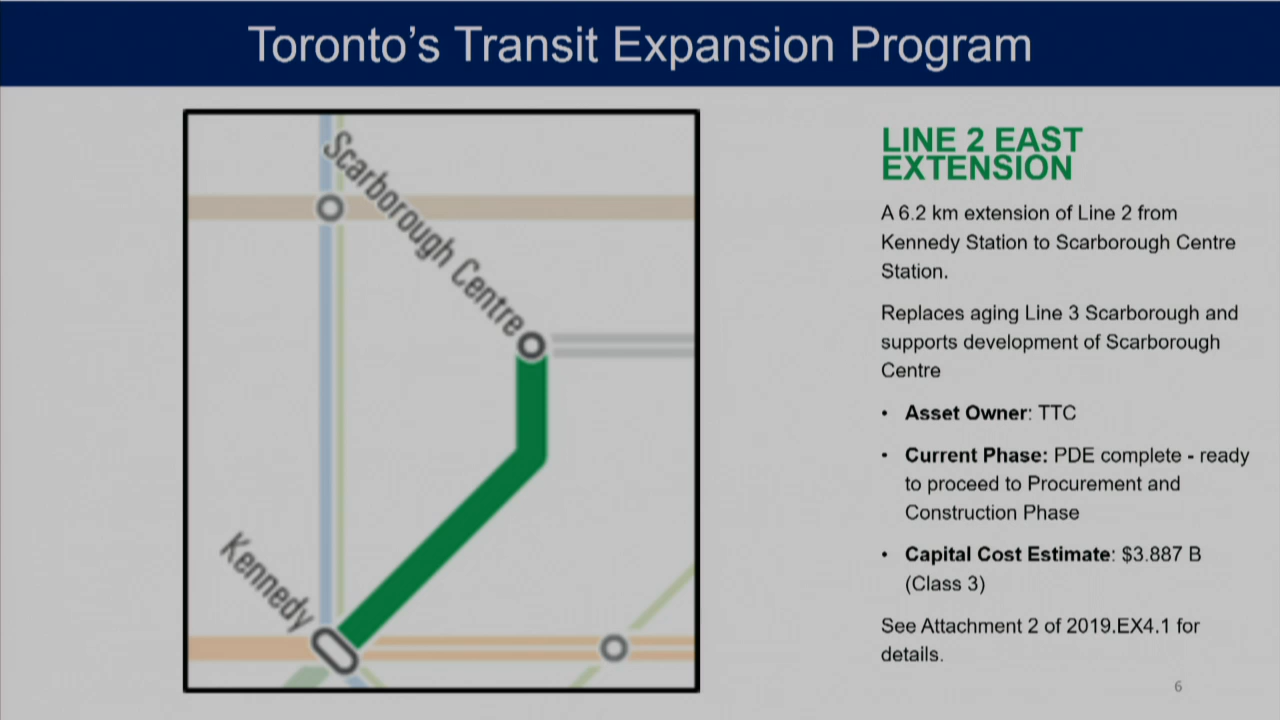 Toronto's Transit Expansion Program
Scarborough Centre
Kennedy
LINE 2 EAST
EXTENSION
A 6.2 km extension of Line 2 from
Kennedy Station to Scarborough Centre
Station.
Replaces aging Line 3 Scarborough and
supports development of Scarborough
Centre
• Asset Owner: TTC
• Current Phase: PDE complete - ready
to proceed to Procurement and
Construction Phase
• Capital Cost Estimate: $3.887 B
(Class 3)
See Attachment 2 of 2019.EX4.1 for
details.
6